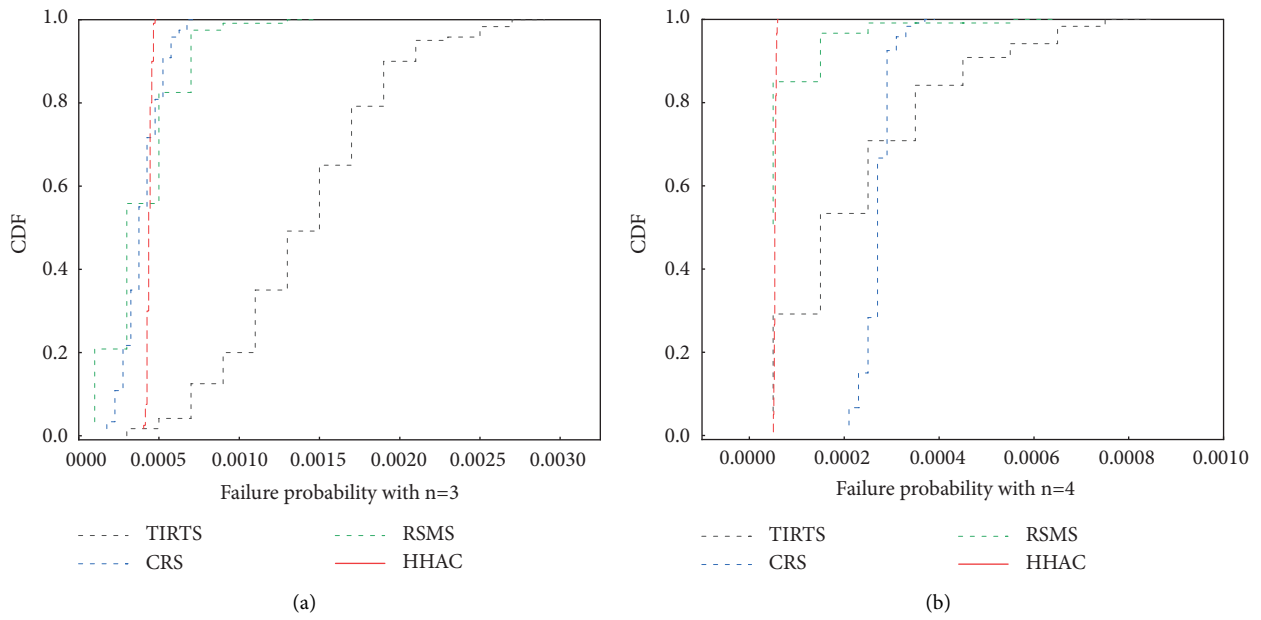 1.0
0.8
0.6
0.4
0.2
0.0
CDF
0000 0.0005 0.0010 0.0015 0.0020 0.0025 0.0030
Failure probability with n=3
TIRTS RSMS
CRS HHAC
(a)
1.0
0.8
0.6
0.4
0.2
0.0
CDF
0.0000 0.0002 0.0004 0.0006 0.0008 0.0010
Failure probability with n=4
TIRTS RSMS
CRS HHAC
(b)